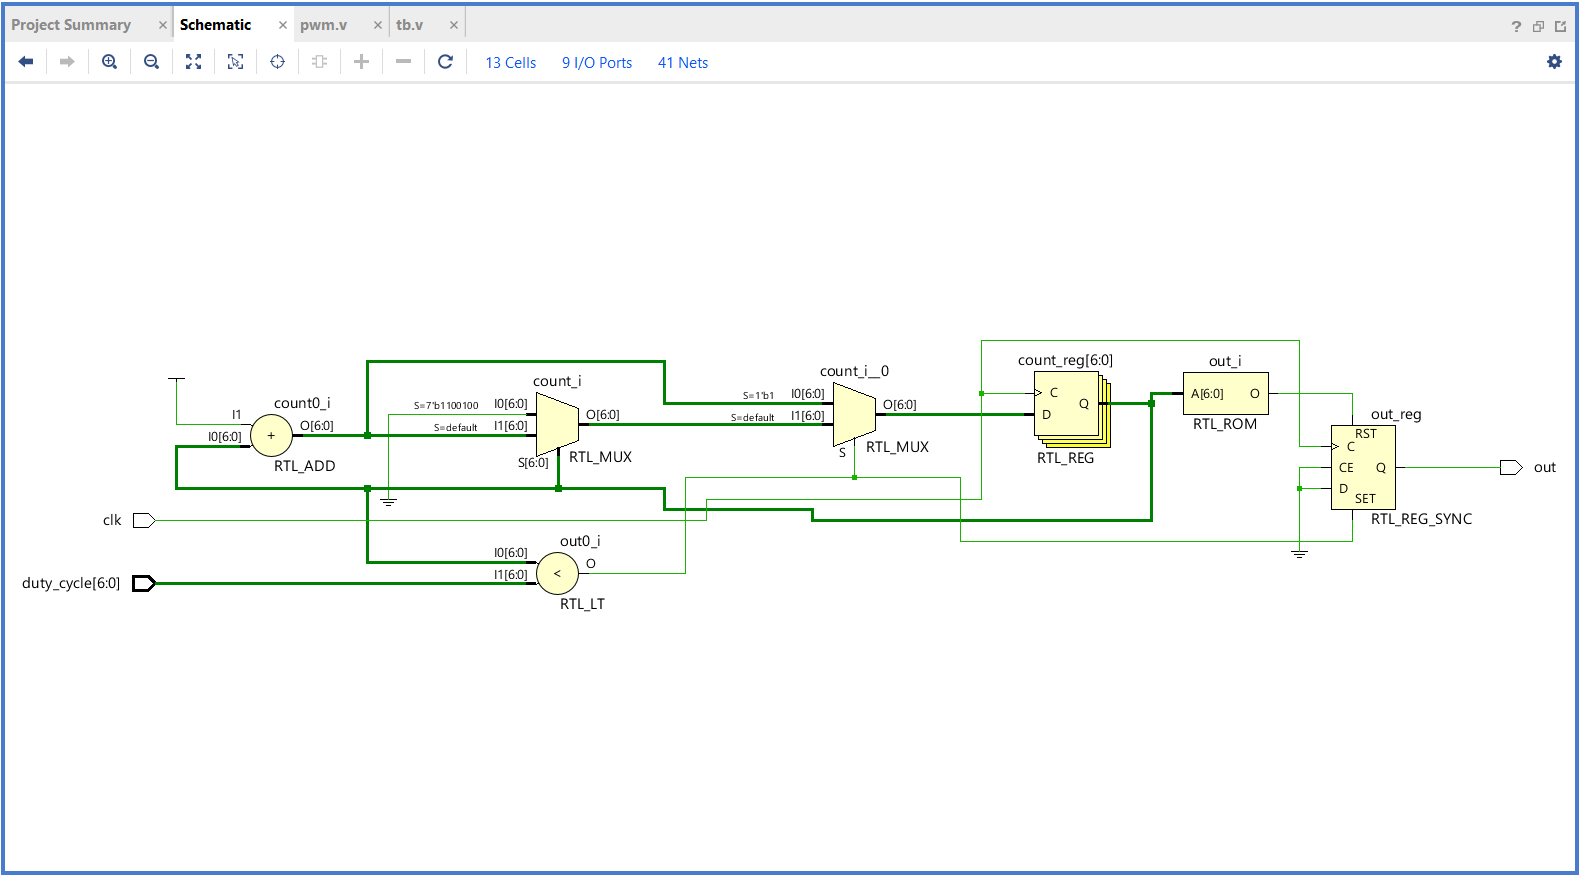 Project Summary × Schematic × pwm.v × tb.v × ?
13 Cells 9 I/O Ports 41 Nets
count0_i
I1
I0[6:0]
+
O[6:0]
RTL_ADD
count_i
S=7'b1100100 I0[6:0]
S=default I1[6:0]
O[6:0]
S[6:0]
RTL_MUX
count_i__0
S=1'b1 I0[6:0]
S=default I1[6:0]
O[6:0]
S
RTL_MUX
count_reg[6:0]
C
D
Q
RTL_REG
out_i
A[6:0] O
RTL_ROM
out_reg
RST
C
CE Q
D
SET
RTL_REG_SYNC
out
clk
duty_cycle[6:0]
out0_i
I0[6:0]
I1[6:0]
<
O
RTL_LT